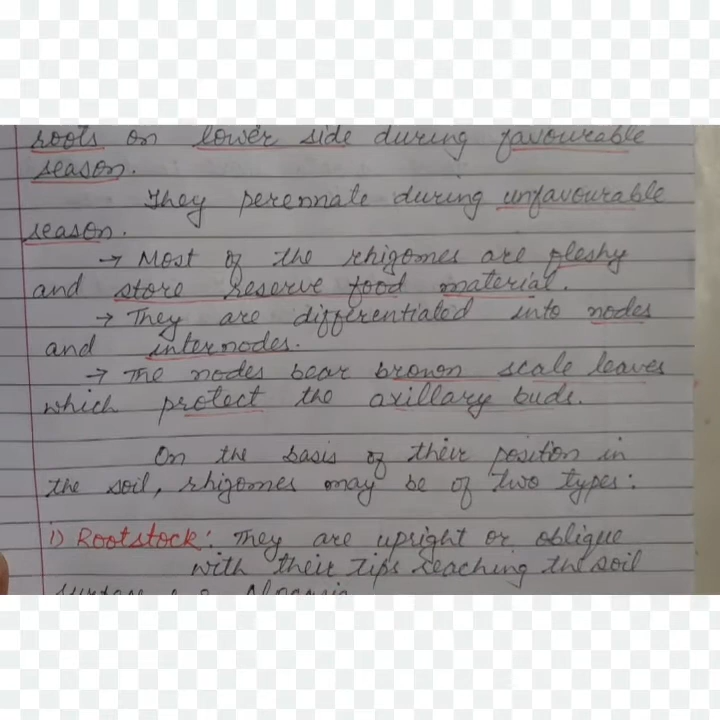 roots on lower side during favourable
season.
They perennate during unfavourable
season.
→ Most of the rhizomes are fleshy
and store reserve food material.
→ They are differentiated into nodes
and internodes.
→ The nodes bear brown scale leaves
which protect the axillary buds.
On the basis of their position in
the soil, rhizomes may be of two types:
i) Rootstock: They are upright or oblique
with their tips reaching the soil